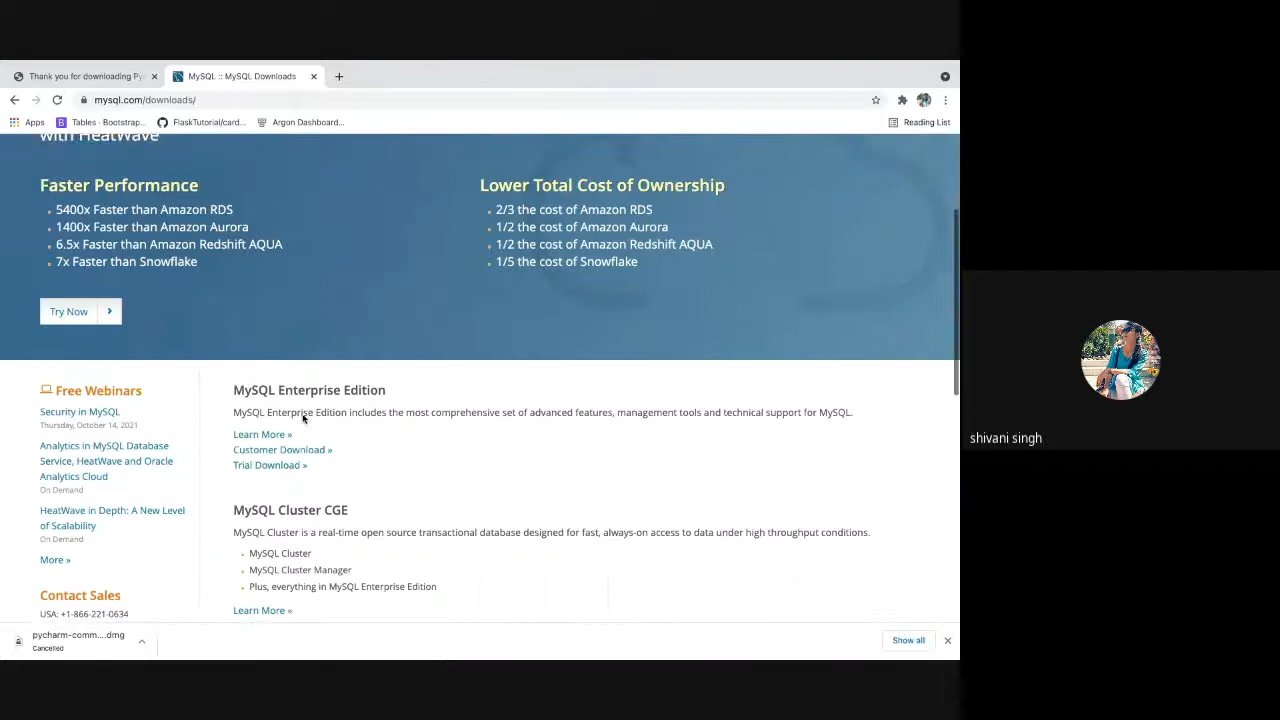 Thank you for downloading Py
MySQL :: MySQL Downloads
mysql.com/downloads/
Apps
Tables · Bootstrap...
FlaskTutorial/card...
Argon Dashboard...
Reading List
with HeatWave
Faster Performance
5400x Faster than Amazon RDS
1400x Faster than Amazon Aurora
6.5x Faster than Amazon Redshift AQUA
7x Faster than Snowflake
Lower Total Cost of Ownership
2/3 the cost of Amazon RDS
1/2 the cost of Amazon Aurora
1/2 the cost of Amazon Redshift AQUA
1/5 the cost of Snowflake
Try Now
Free Webinars
Security in MySQL
Thursday, October 14, 2021
Analytics in MySQL Database
Service, HeatWave and Oracle
Analytics Cloud
On Demand
HeatWave in Depth: A New Level
of Scalability
On Demand
More »
Contact Sales
USA: +1-866-221-0634
MySQL Enterprise Edition
MySQL Enterprise Edition includes the most comprehensive set of advanced features, management tools and technical support for MySQL.
Learn More »
Customer Download »
Trial Download »
MySQL Cluster CGE
MySQL Cluster is a real-time open source transactional database designed for fast, always-on access to data under high throughput conditions.
MySQL Cluster
MySQL Cluster Manager
Plus, everything in MySQL Enterprise Edition
Learn More »
pycharm-comm....dmg
Cancelled
Show all
shivani singh